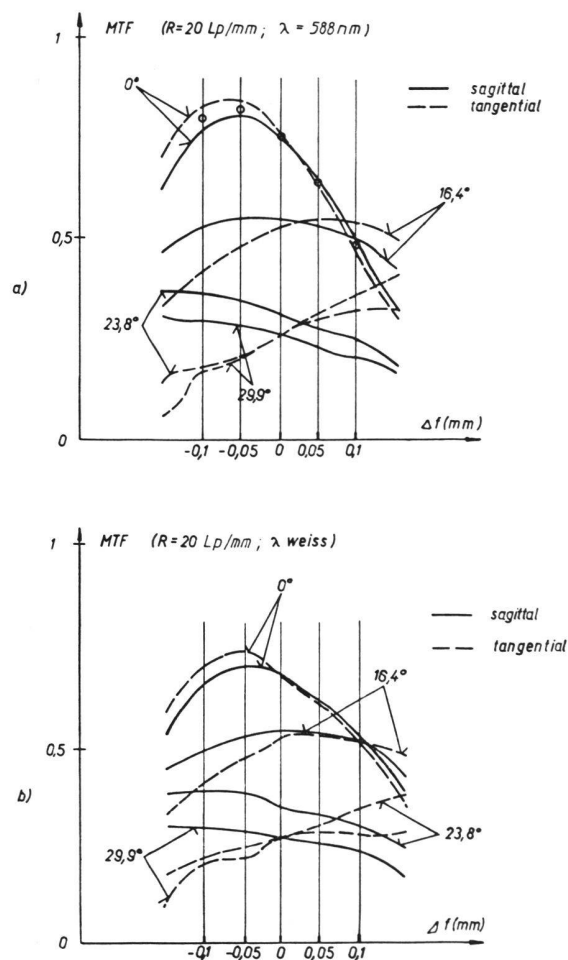 1
MTF (R=20 Lp/mm; λ = 588nm)
0°
sagittal
tangential
16,4°
0,5
a)
23,8°
29,9°
Δf(mm)
0
-0,1 -0,05 0 0,05 0,1
1
MTF (R=20 Lp/mm; λ weiss)
0°
sagittal
tangential
16,4°
0,5
b)
23,8°
29,9°
Δf(mm)
0
-0,1 -0,05 0 0,05 0,1